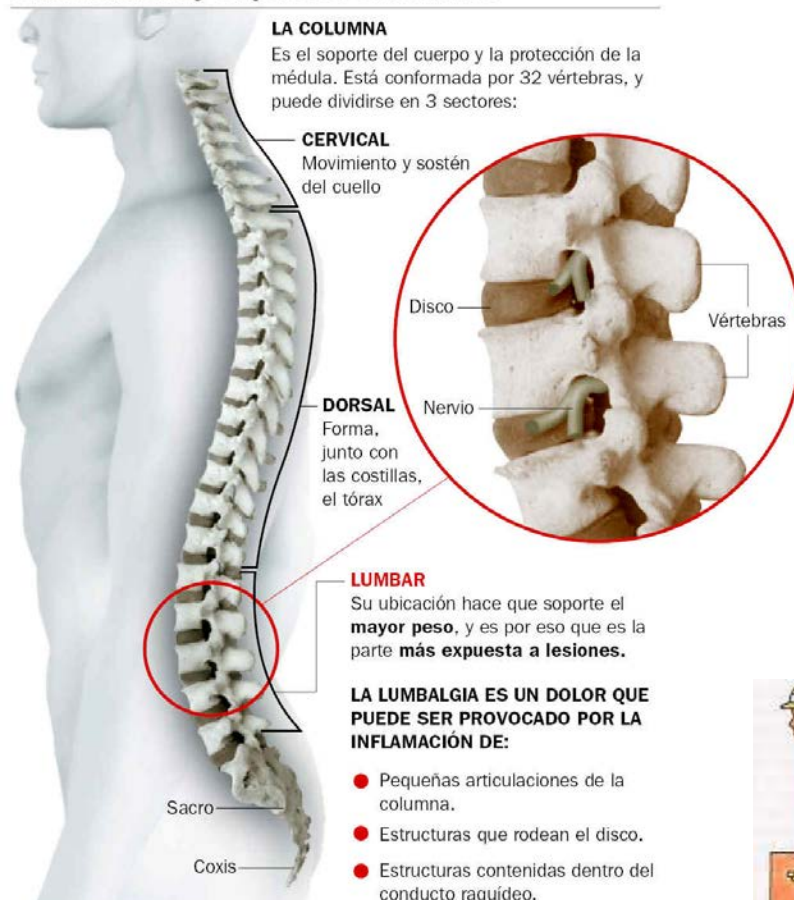 LA COLUMNA
Es el soporte del cuerpo y la protección de la
médula. Está conformada por 32 vértebras, y
puede dividirse en 3 sectores:
CERVICAL
Movimiento y sostén
del cuello
Disco
Vértebras
Nervio
DORSAL
Forma,
junto con
las costillas,
el tórax
LUMBAR
Su ubicación hace que soporte el
mayor peso, y es por eso que es la
parte más expuesta a lesiones.
LA LUMBALGIA ES UN DOLOR QUE
PUEDE SER PROVOCADO POR LA
INFLAMACIÓN DE:
Pequeñas articulaciones de la
columna.
Estructuras que rodean el disco.
Estructuras contenidas dentro del
conducto raquídeo.
Sacro
Coxis